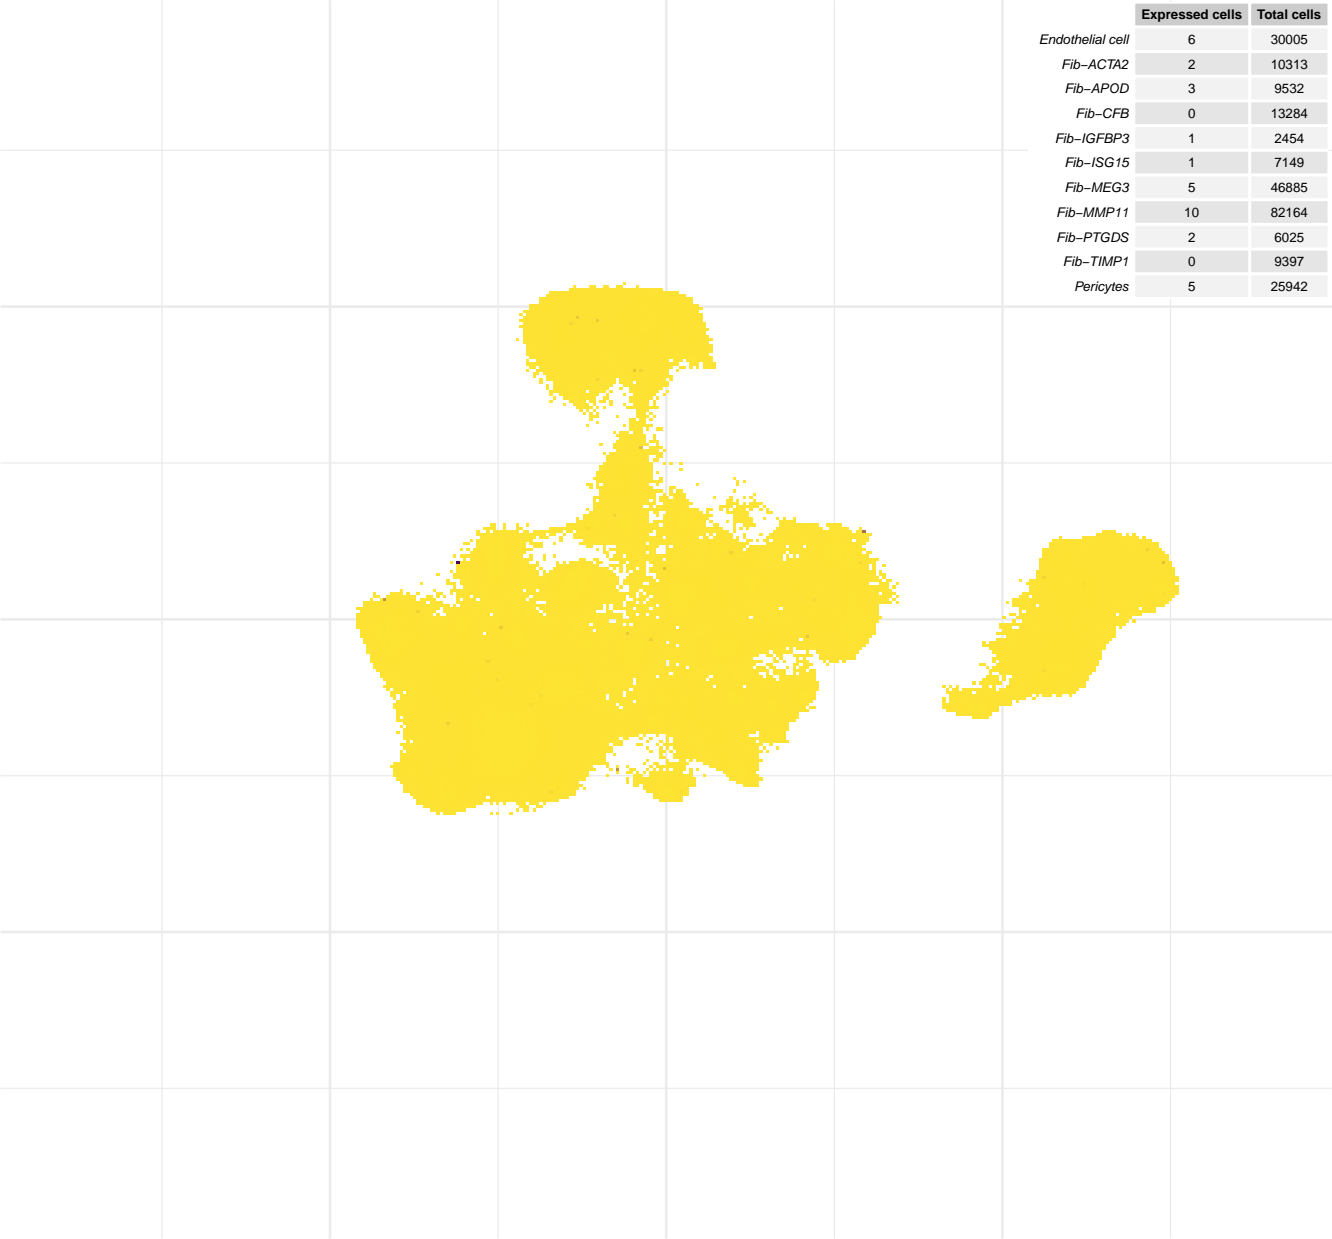 Expressed cells Total cells
Endothelial cell 6 30005
Fib−ACTA2 2 10313
Fib−APOD 3 9532
Fib−CFB 0 13284
Fib−IGFBP3 1 2454
Fib−ISG15 1 7149
Fib−MEG3 5 46885
Fib−MMP11 10 82164
Fib−PTGDS 2 6025
Fib−TIMP1 0 9397
Pericytes 5 25942